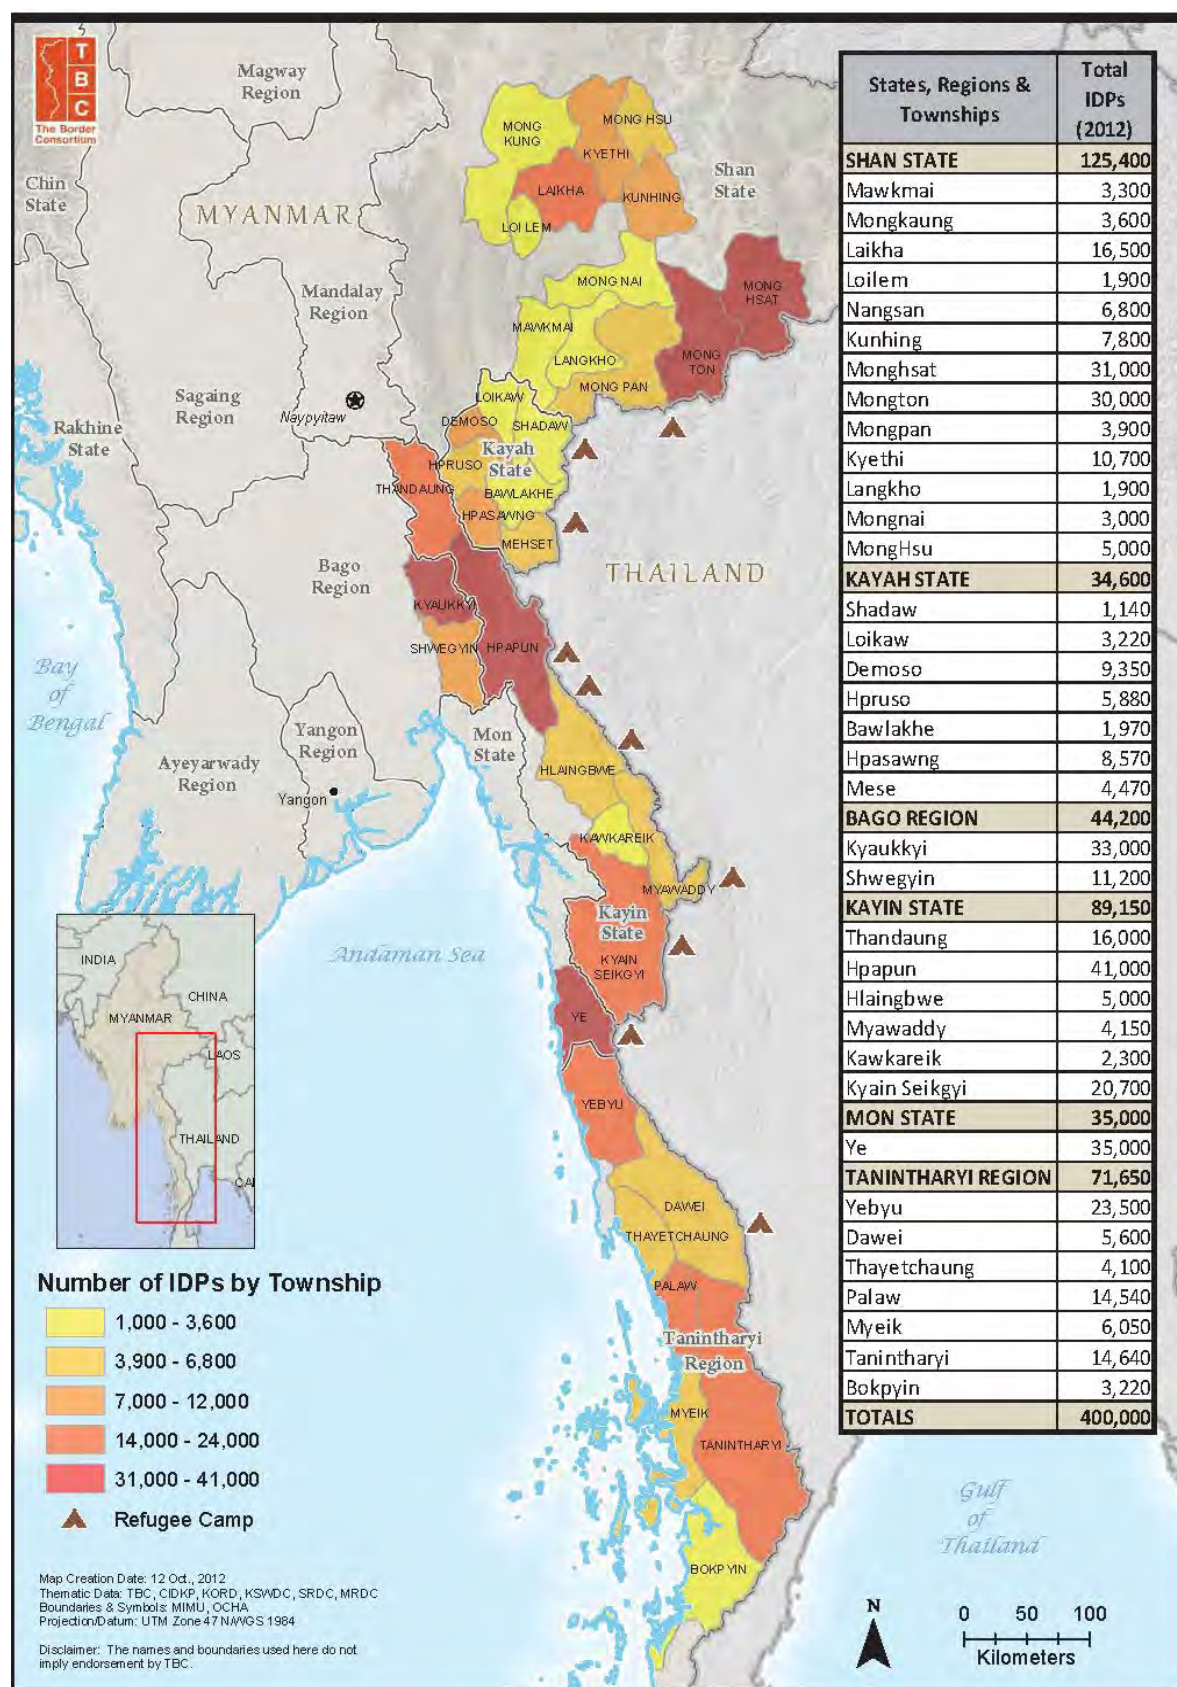 T
B
C
The Border
Consortium
Magway
Region
Chin
State
MYANMAR
Mandalay
Region
Sagaing
Region
Naypyitaw
Rakhine
State
Shan
State
MONG
KUNG
MONG HSU
KYETHI
LAIKHA
KUNHING
LOI LEM
MONG NAI
MONG
HSAT
MAWKMAI
LANGKHO
MONG
TON
MONG PAN
LOIKAW
DEMOSO
SHADAW
Kayah
State
HPRUSO
THANDAUNG
BAWLAKHE
HPASAWNG
MEHSET
THAILAND
Bago
Region
KYAUKKYI
SHWEGYIN
HPAPUN
Bay
of
Bengal
Yangon
Region
Mon
State
Ayeyarwady
Region
Yangon
HLAINGBWE
KAWKAREIK
MYAWADDY
Kayin
State
KYAIN
SEIKGYI
Andaman Sea
YE
YEBYU
DAWEI
THAYETCHAUNG
PALAW
Tanintharyi
Region
MYEIK
TANINTHARYI
BOKPYIN
Gulf
of
Thailand
INDIA
CHINA
MYANMAR
LAOS
THAILAND
CA
Number of IDPs by Township
1,000 - 3,600
3,900 - 6,800
7,000 - 12,000
14,000 - 24,000
31,000 - 41,000
Refugee Camp
Map Creation Date: 12 Oct., 2012
Thematic Data: TBC, CIDKP, KORD, KSWDC, SRDC, MRDC
Boundaries & Symbols: MIMU, OCHA
Projection/Datum: UTM Zone 47 N/WGS 1984
Disclaimer: The names and boundaries used here do not
imply endorsement by TBC.
N
0 50 100
Kilometers
States, Regions & Townships Total IDPs (2012)
SHAN STATE 125,400
Mawkmai 3,300
Mongkaung 3,600
Laikha 16,500
Loilem 1,900
Nangsan 6,800
Kunhing 7,800
Monghsat 31,000
Mongton 30,000
Mongpan 3,900
Kyethi 10,700
Langkho 1,900
Mongnai 3,000
MongHsu 5,000
KAYAH STATE 34,600
Shadaw 1,140
Loikaw 3,220
Demoso 9,350
Hpruso 5,880
Bawlakhe 1,970
Hpasawng 8,570
Mese 4,470
BAGO REGION 44,200
Kyaukkyi 33,000
Shwegyin 11,200
KAYIN STATE 89,150
Thandaung 16,000
Hpapun 41,000
Hlaingbwe 5,000
Myawaddy 4,150
Kawkareik 2,300
Kyain Seikgyi 20,700
MON STATE 35,000
Ye 35,000
TANINTHARYI REGION 71,650
Yebyu 23,500
Dawei 5,600
Thayetchaung 4,100
Palaw 14,540
Myeik 6,050
Tanintharyi 14,640
Bokpyin 3,220
TOTALS 400,000